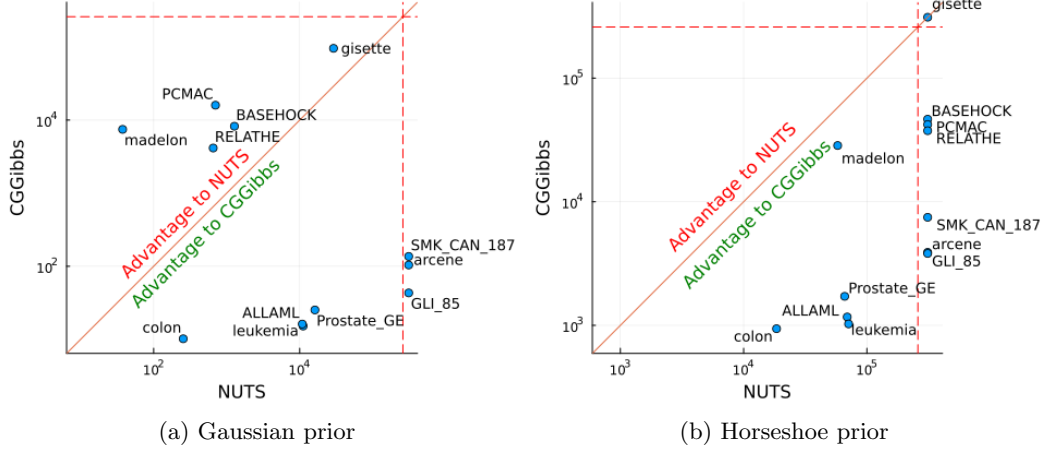 gisette
PCMAC
BASEHOCK
10^4
madelon
RELATHE
CGGibbs
Advantage to NUTS
Advantage to CGGibbs
SMK_CAN_187
10^2
arcene
GLI_85
ALLAML
Prostate_GE
colon
leukemia
10^2
10^4
NUTS
(a) Gaussian prior
gisette
10^5
BASEHOCK
PCMAC
RELATHE
madelon
CGGibbs
Advantage to NUTS
Advantage to CGGibbs
10^4
SMK_CAN_187
arcene
GLI_85
Prostate_GE
ALLAML
leukemia
colon
10^3
10^3
10^4
10^5
NUTS
(b) Horseshoe prior